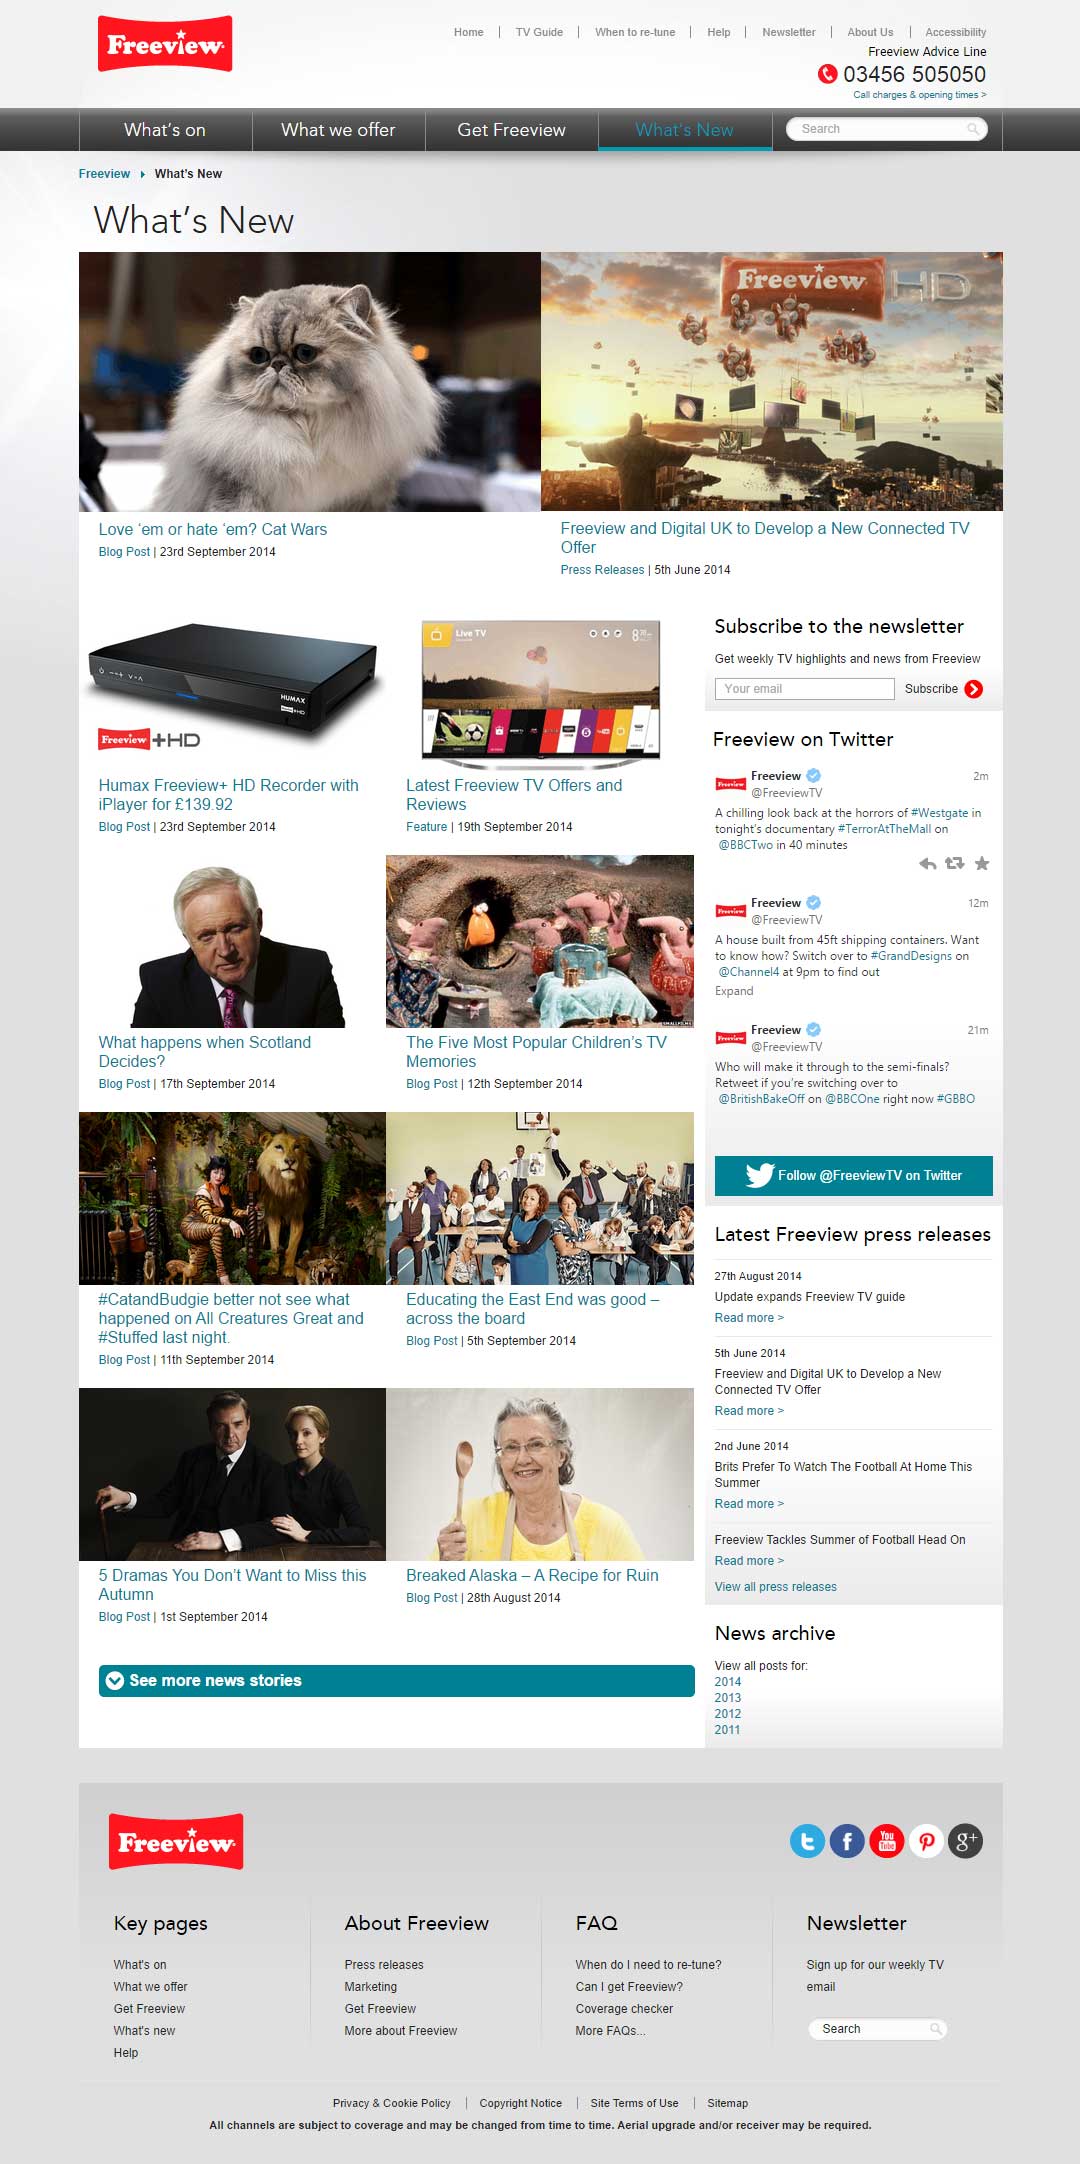 Freeview
Home
TV Guide
When to re-tune
Help
Newsletter
About Us
Accessibility
Freeview Advice Line
03456 505050
Call charges & opening times >
What's on
What we offer
Get Freeview
What's New
Search
Freeview
What's New
What's New
Freeview HD
Love 'em or hate 'em? Cat Wars
Blog Post | 23rd September 2014
Freeview and Digital UK to Develop a New Connected TV
Offer
Press Releases | 5th June 2014
HUMAX
Freeview +HD
Humax Freeview+ HD Recorder with
iPlayer for £139.92
Blog Post | 23rd September 2014
Live TV
Latest Freeview TV Offers and
Reviews
Feature | 19th September 2014
What happens when Scotland
Decides?
Blog Post | 17th September 2014
SMALLFILMS
The Five Most Popular Children's TV
Memories
Blog Post | 12th September 2014
#CatandBudgie better not see what
happened on All Creatures Great and
#Stuffed last night.
Blog Post | 11th September 2014
Educating the East End was good –
across the board
Blog Post | 5th September 2014
5 Dramas You Don't Want to Miss this
Autumn
Blog Post | 1st September 2014
Breaked Alaska – A Recipe for Ruin
Blog Post | 28th August 2014
See more news stories
Subscribe to the newsletter
Get weekly TV highlights and news from Freeview
Your email
Subscribe
Freeview on Twitter
Freeview
Freeview
2m
@FreeviewTV
A chilling look back at the horrors of #Westgate in
tonight's documentary #TerrorAtTheMall on
@BBCTwo in 40 minutes
Freeview
Freeview
12m
@FreeviewTV
A house built from 45ft shipping containers. Want
to know how? Switch over to #GrandDesigns on
@Channel4 at 9pm to find out
Expand
Freeview
Freeview
21m
@FreeviewTV
Who will make it through to the semi-finals?
Retweet if you're switching over to
@BritishBakeOff on @BBCOne right now #GBBO
Follow @FreeviewTV on Twitter
Latest Freeview press releases
27th August 2014
Update expands Freeview TV guide
Read more >
5th June 2014
Freeview and Digital UK to Develop a New
Connected TV Offer
Read more >
2nd June 2014
Brits Prefer To Watch The Football At Home This
Summer
Read more >
Freeview Tackles Summer of Football Head On
Read more >
View all press releases
News archive
View all posts for:
2014
2013
2012
2011
Freeview
You Tube
g+
Key pages
What's on
What we offer
Get Freeview
What's new
Help
About Freeview
Press releases
Marketing
Get Freeview
More about Freeview
FAQ
When do I need to re-tune?
Can I get Freeview?
Coverage checker
More FAQs...
Newsletter
Sign up for our weekly TV
email
Search
Privacy & Cookie Policy
Copyright Notice
Site Terms of Use
Sitemap
All channels are subject to coverage and may be changed from time to time. Aerial upgrade and/or receiver may be required.